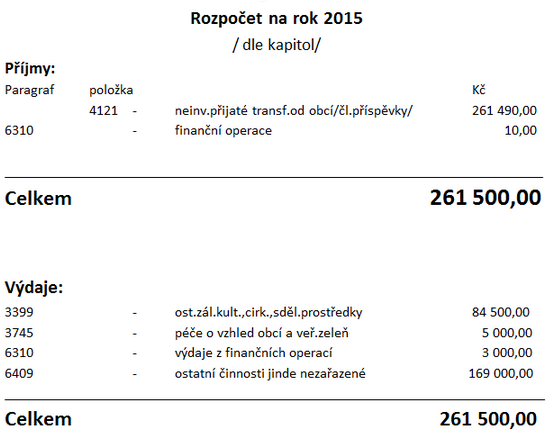 Rozpočet na rok 2015
/ dle kapitol/
Příjmy:
Paragraf položka Kč
4121 - neinv.přijaté transf.od obcí/čl.příspěvky/ 261 490,00
6310 - finanční operace 10,00
Celkem 261 500,00
Výdaje:
3399 - ost.zál.kult.,cirk.,sděl.prostředky 84 500,00
3745 - péče o vzhled obcí a veř.zeleň 5 000,00
6310 - výdaje z finančních operací 3 000,00
6409 - ostatní činnosti jinde nezařazené 169 000,00
Celkem 261 500,00